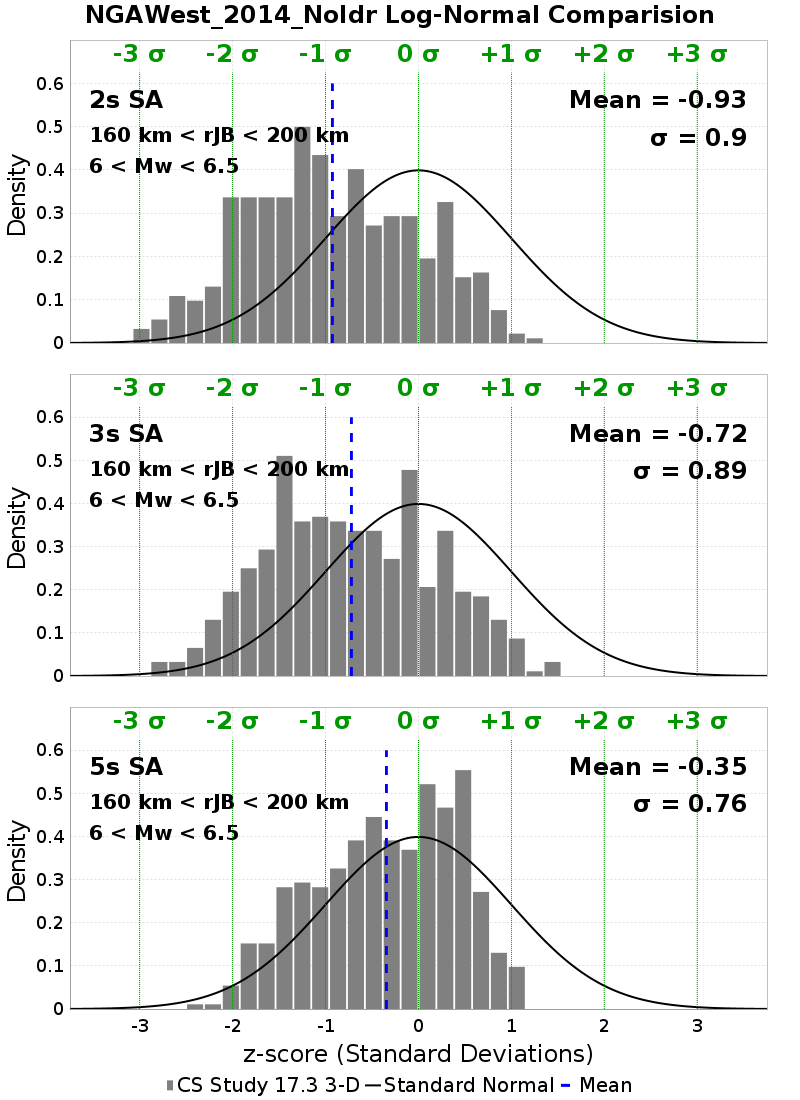 NGAWest_2014_NoIdr Log-Normal Comparision
-3 σ -2 σ -1 σ 0 σ +1 σ +2 σ +3 σ
2s SA Mean = -0.93
160 km < rJB < 200 km σ = 0.9
6 < Mw < 6.5
Density
0.6
0.5
0.4
0.3
0.2
0.1
0
-3 σ -2 σ -1 σ 0 σ +1 σ +2 σ +3 σ
3s SA Mean = -0.72
160 km < rJB < 200 km σ = 0.89
6 < Mw < 6.5
Density
0.6
0.5
0.4
0.3
0.2
0.1
0
-3 σ -2 σ -1 σ 0 σ +1 σ +2 σ +3 σ
5s SA Mean = -0.35
160 km < rJB < 200 km σ = 0.76
6 < Mw < 6.5
Density
0.6
0.5
0.4
0.3
0.2
0.1
0
-3 -2 -1 0 1 2 3
z-score (Standard Deviations)
CS Study 17.3 3-D Standard Normal Mean